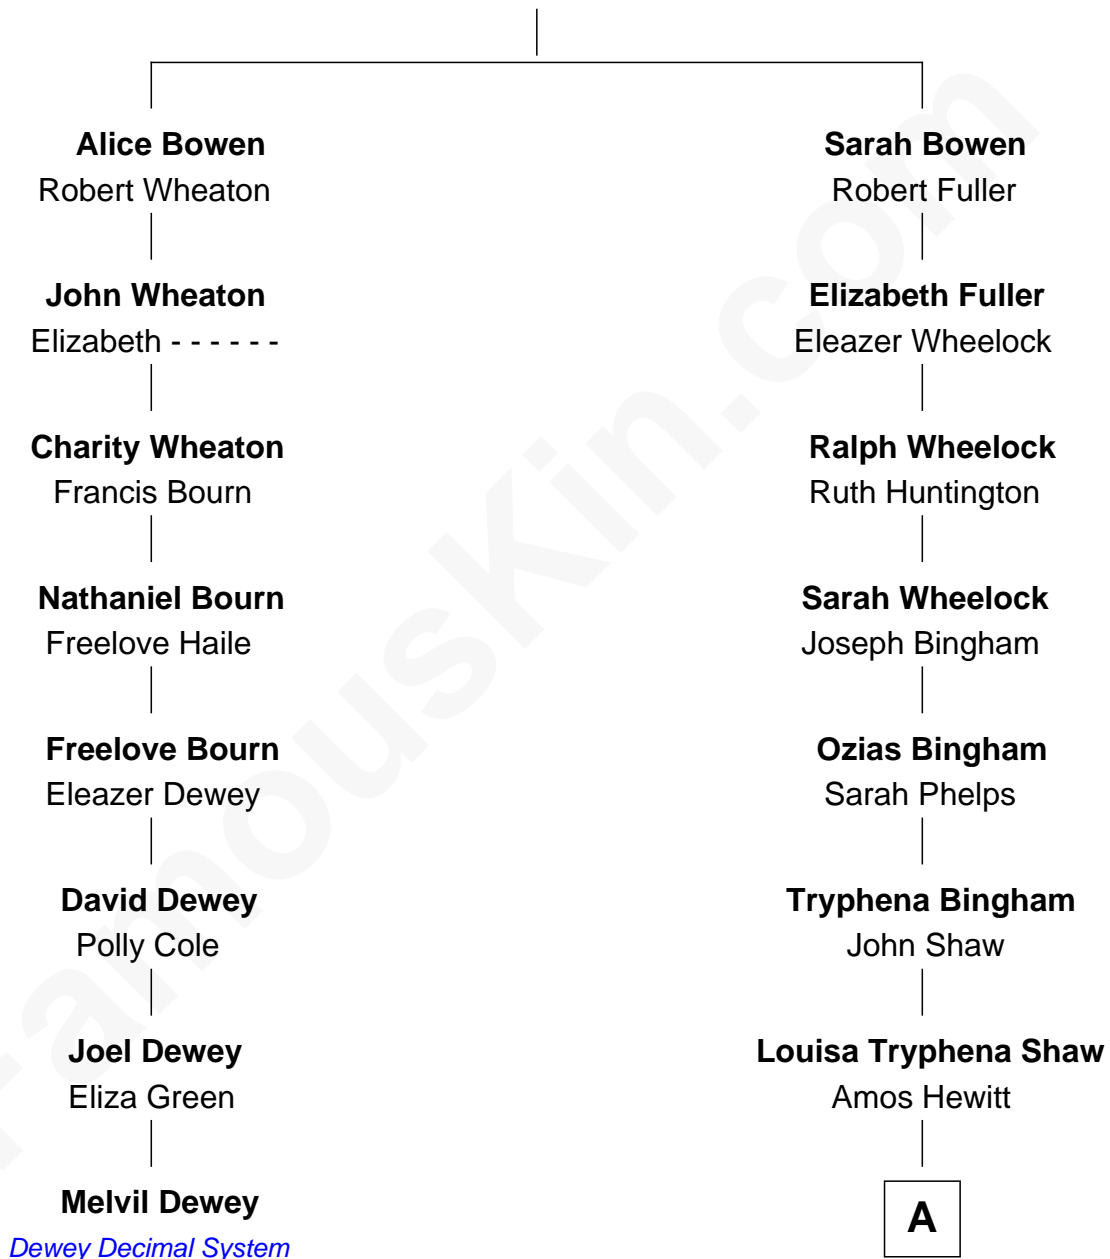 Alice Bowen
Robert Wheaton
John Wheaton
Elizabeth - - - - - -
Charity Wheaton
Francis Bourn
Nathaniel Bourn
Freelove Haile
Freelove Bourn
Eleazer Dewey
David Dewey
Polly Cole
Joel Dewey
Eliza Green
Melvil Dewey
Dewey Decimal System
Sarah Bowen
Robert Fuller
Elizabeth Fuller
Eleazer Wheelock
Ralph Wheelock
Ruth Huntington
Sarah Wheelock
Joseph Bingham
Ozias Bingham
Sarah Phelps
Tryphena Bingham
John Shaw
Louisa Tryphena Shaw
Amos Hewitt
A
FamousKin.com